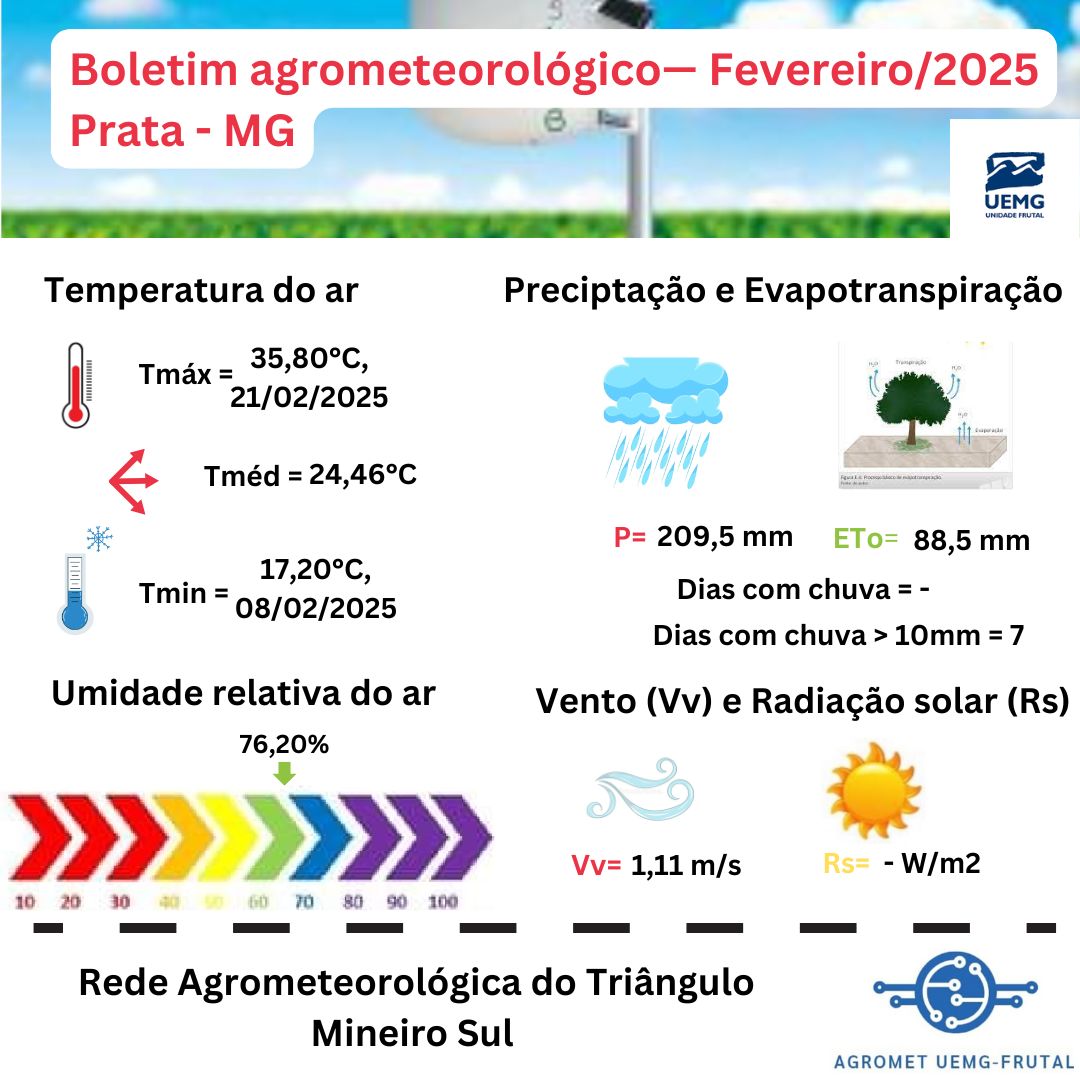 Boletim agrometeorológico— Fevereiro/2025
Prata - MG
UEMG
UNIDADE FRUTAL
Temperatura do ar
Tmáx = 35,80°C,
21/02/2025
Tméd = 24,46°C
Tmin = 17,20°C,
08/02/2025
Preciptação e Evapotranspiração
Transpiração
H₂O
H₂O
H₂O
Evaporação
P= 209,5 mm
ETo= 88,5 mm
Dias com chuva = -
Dias com chuva > 10mm = 7
Umidade relativa do ar
76,20%
10 20 30 40 50 60 70 80 90 100
Vento (Vv) e Radiação solar (Rs)
Vv= 1,11 m/s
Rs= - W/m2
Rede Agrometeorológica do Triângulo
Mineiro Sul
AGROMET UEMG-FRUTAL